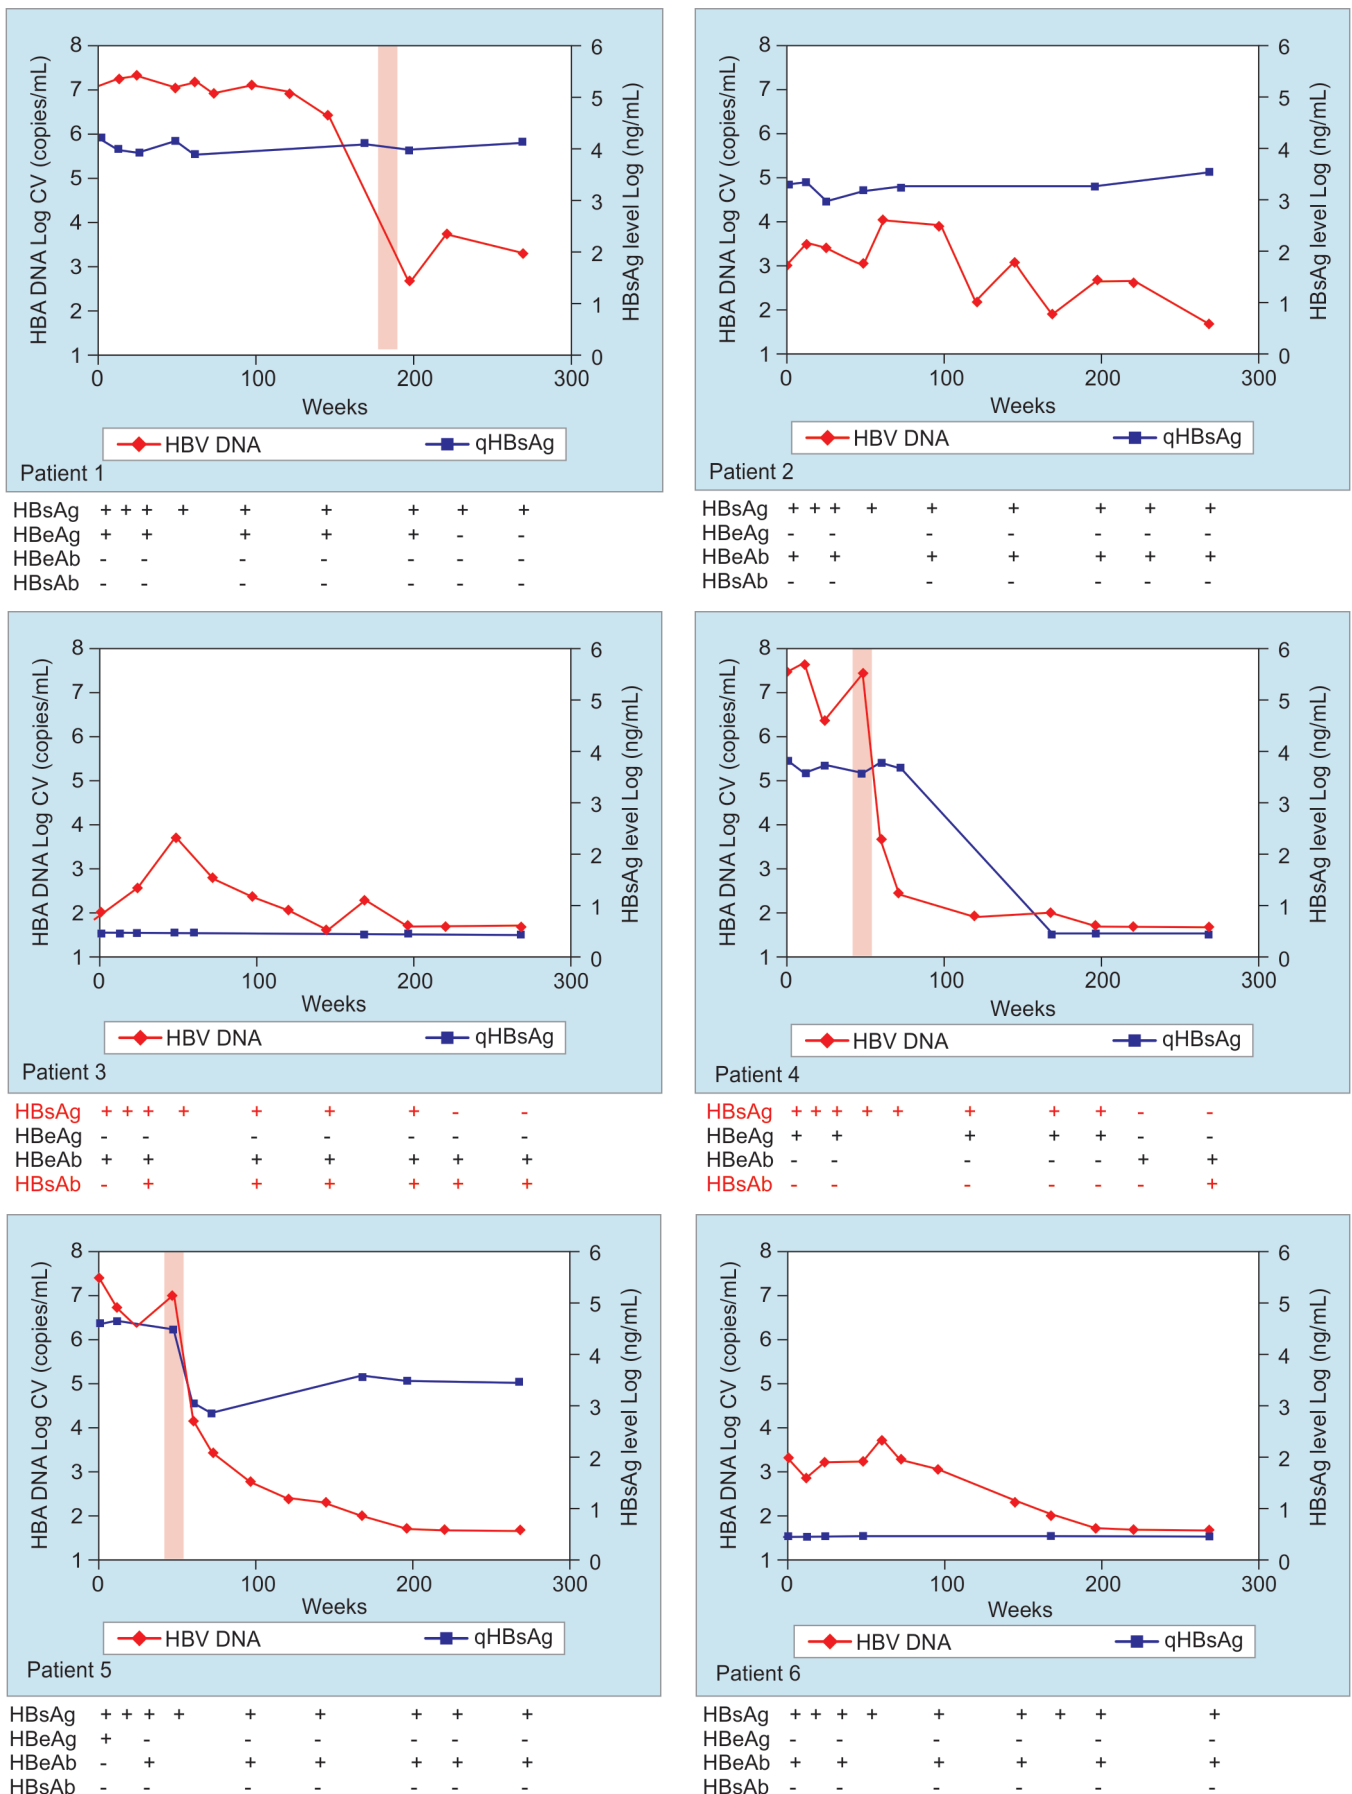 8
7
6
5
4
3
2
1
HBA DNA Log CV (copies/mL)
6
5
4
3
2
1
0
HBsAg level Log (ng/mL)
0 100 200 300
Weeks
HBV DNA qHBsAg
Patient 1
HBsAg + + + + + + + + +
HBeAg + + + + + - -
HBeAb - - - - - - -
HBsAb - - - - - - -
8
7
6
5
4
3
2
1
HBA DNA Log CV (copies/mL)
6
5
4
3
2
1
0
HBsAg level Log (ng/mL)
0 100 200 300
Weeks
HBV DNA qHBsAg
Patient 2
HBsAg + + + + + + + + +
HBeAg - - - - - - -
HBeAb + + + + + + +
HBsAb - - - - - - -
8
7
6
5
4
3
2
1
HBA DNA Log CV (copies/mL)
6
5
4
3
2
1
0
HBsAg level Log (ng/mL)
0 100 200 300
Weeks
HBV DNA qHBsAg
Patient 3
HBsAg + + + + + + + - -
HBeAg - - - - - - -
HBeAb + + + + + + +
HBsAb - + + + + + +
8
7
6
5
4
3
2
1
HBA DNA Log CV (copies/mL)
6
5
4
3
2
1
0
HBsAg level Log (ng/mL)
0 100 200 300
Weeks
HBV DNA qHBsAg
Patient 4
HBsAg + + + + + + + + - -
HBeAg + + + + + - -
HBeAb - - - - - + +
HBsAb - - - - - - +
8
7
6
5
4
3
2
1
HBA DNA Log CV (copies/mL)
6
5
4
3
2
1
0
HBsAg level Log (ng/mL)
0 100 200 300
Weeks
HBV DNA qHBsAg
Patient 5
HBsAg + + + + + + + + +
HBeAg + - - - - - -
HBeAb - + + + + + +
HBsAb - - - - - - -
8
7
6
5
4
3
2
1
HBA DNA Log CV (copies/mL)
6
5
4
3
2
1
0
HBsAg level Log (ng/mL)
0 100 200 300
Weeks
HBV DNA qHBsAg
Patient 6
HBsAg + + + + + + + + +
HBeAg - - - - - -
HBeAb + + + + + +
HBsAb - - - - - -